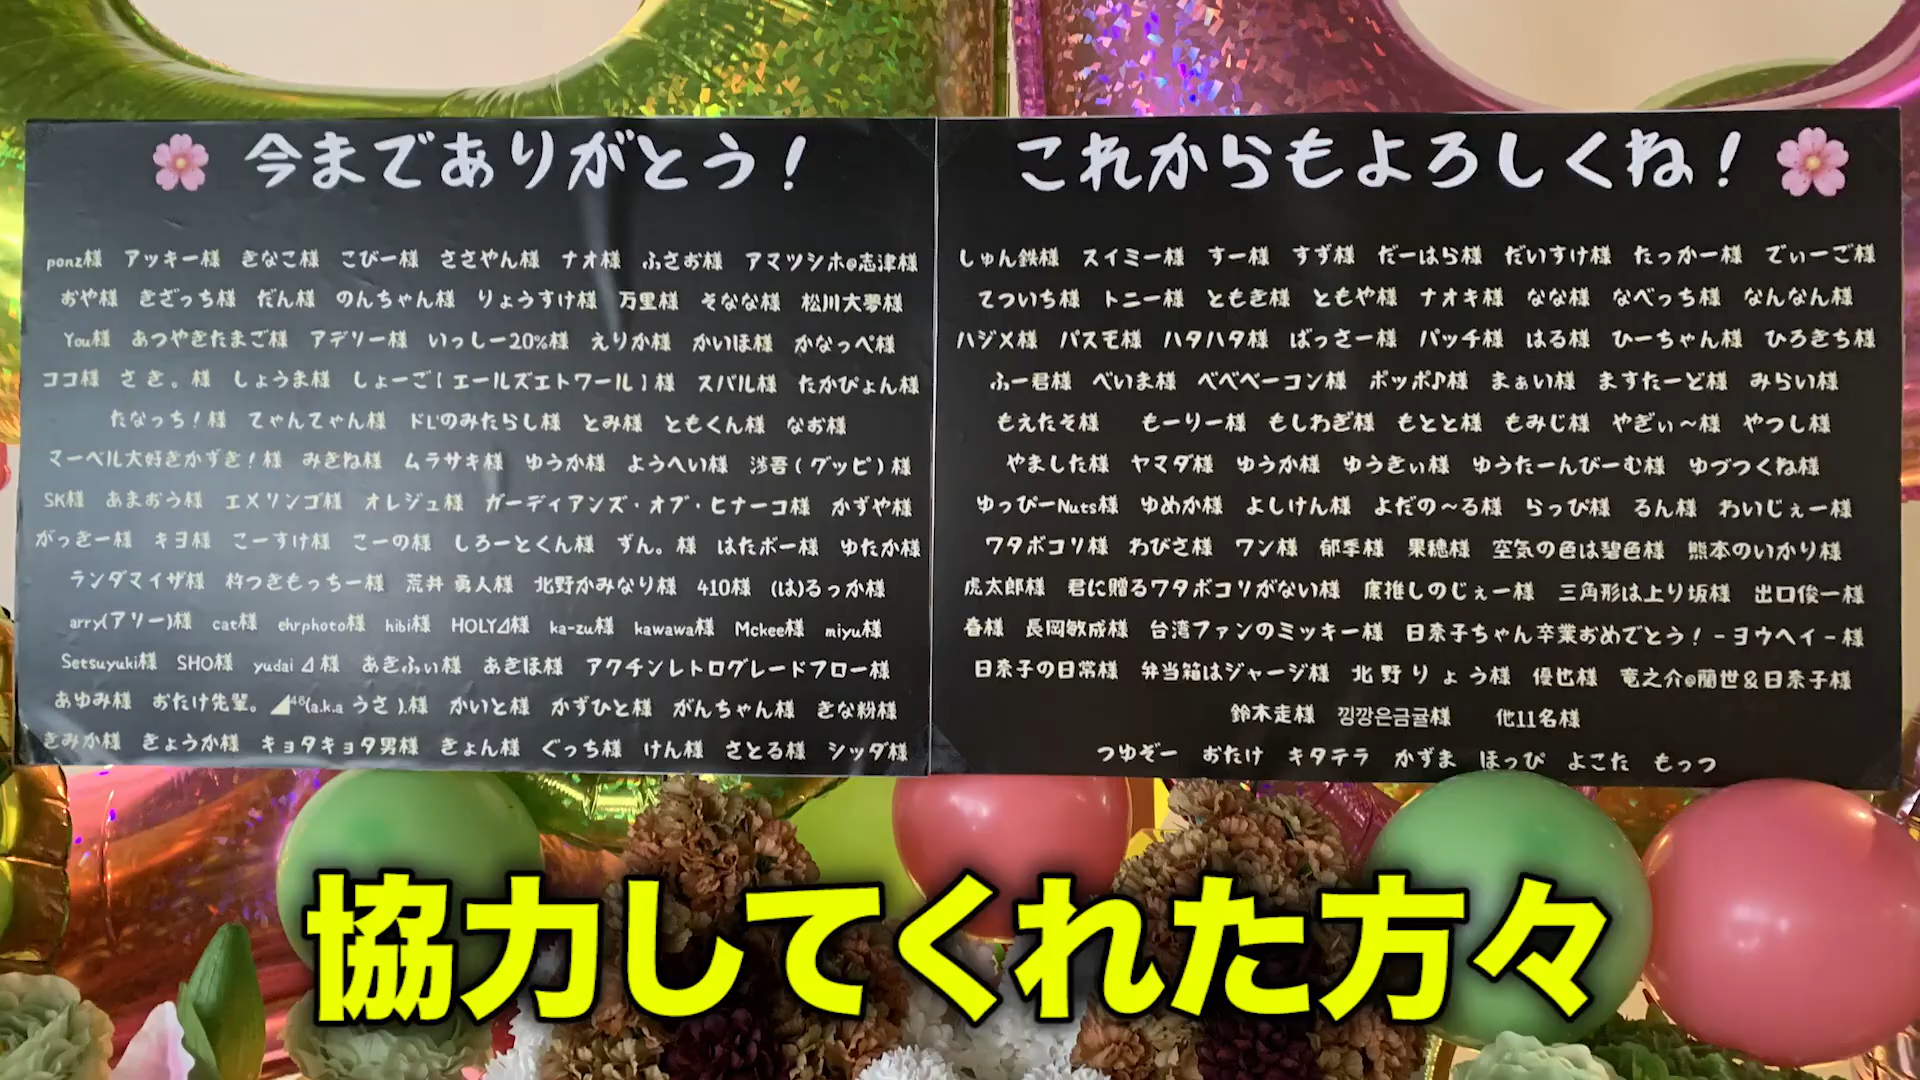 今までありがとう!
ponz様 アッキー様 きなこ様 こびー様 ささやん様 ナオ様 ふさお様 アマツシホ@志津様
おや様 きざっち様 だん様 のんちゃん様 りょうすけ様 万里様 そなな様 松川大夢様
You様 あつやきたまご様 アデリー様 いっしー20%様 えりか様 かいほ様 かなっぺ様
ココ様 さき。様 しょうま様 しょーご[エールズエトワール]様 スバル様 たかぴょん様
たなっち!様 てゃんてゃん様 ドLのみたらし様 とみ様 ともくん様 なお様
マーベル大好きかずき!様 みきね様 ムラサキ様 ゆうか様 ようへい様 渉吾(グッピ)様
SK様 あまおう様 エメリンゴ様 オレジュ様 ガーディアンズ・オブ・ヒナーコ様 かずや様
がっきー様 キヨ様 こーすけ様 こーの様 しろーとくん様 ずん。様 はたボー様 ゆたか様
ランダマイザ様 杵つきもっちー様 荒井 勇人様 北野かみなり様 410様 (は)るっか様
arry(アリー)様 cat様 ehrphoto様 hibi様 HOLY⊿様 ka-zu様 kawawa様 Mckee様 miyu様
Setsuyuki様 SHO様 yudai⊿様 あきふぃ様 あきほ様 アクチンレトログレードフロー様
あゆみ様 おたけ先輩。◢⁴⁶(a.k.a うさ).様 かいと様 かずひと様 がんちゃん様 きな粉様
きみか様 きょうか様 キョタキョタ男様 きょん様 ぐっち様 けん様 さとる様 シッダ様
これからもよろしくね!
しゅん鉄様 スイミー様 すー様 すず様 だーはら様 だいすけ様 たっかー様 でぃーご様
てついち様 トニー様 ともき様 ともや様 ナオキ様 なな様 なべっち様 なんなん様
ハジメ様 パスモ様 ハタハタ様 ばっさー様 パッチ様 はる様 ひーちゃん様 ひろきち様
ふー君様 べいま様 べべべーコン様 ポッポ♪様 まぁい様 ますたーど様 みらい様
もえたそ様 もーりー様 もしわぎ様 もとと様 もみじ様 やぎぃ〜様 やつし様
やました様 ヤマダ様 ゆうか様 ゆうきぃ様 ゆうたーんびーむ様 ゆづつくね様
ゆっぴーNuts様 ゆめか様 よしけん様 よだの〜る様 らっぴ様 るん様 わいじぇー様
ワタボコリ様 わびさ様 ワン様 郁季様 果穂様 空気の色は碧色様 熊本のいかり様
虎太郎様 君に贈るワタボコリがない様 康推しのじぇー様 三角形は上り坂様 出口俊一様
春様 長岡敏成様 台湾ファンのミッキー様 日奈子ちゃん卒業おめでとう!-ヨウヘイ-様
日奈子の日常様 弁当箱はジャージ様 北野りょう様 優也様 竜之介@蘭世&日奈子様
鈴木走様 낑깡은금귤様 他11名様
つゆぞー おたけ キタテラ かずま ほっぴ よこた もっつ
協力してくれた方々